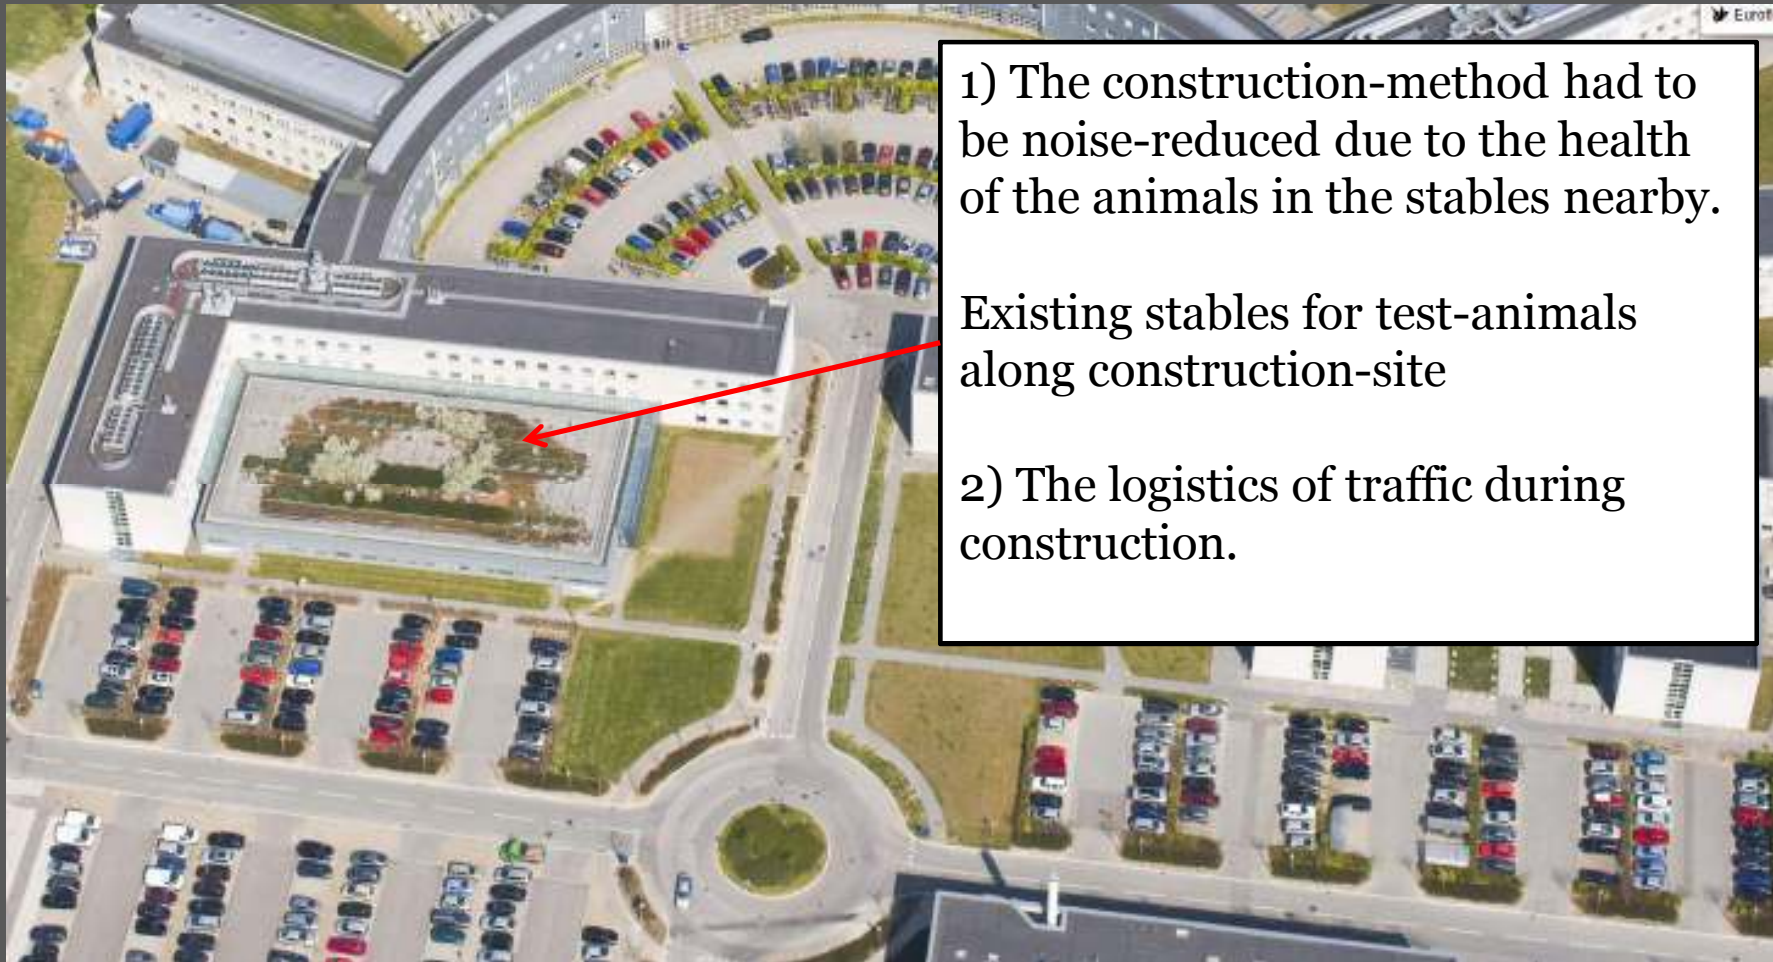 1) The construction-method had to
be noise-reduced due to the health
of the animals in the stables nearby.
Existing stables for test-animals
along construction-site
2) The logistics of traffic during
construction.